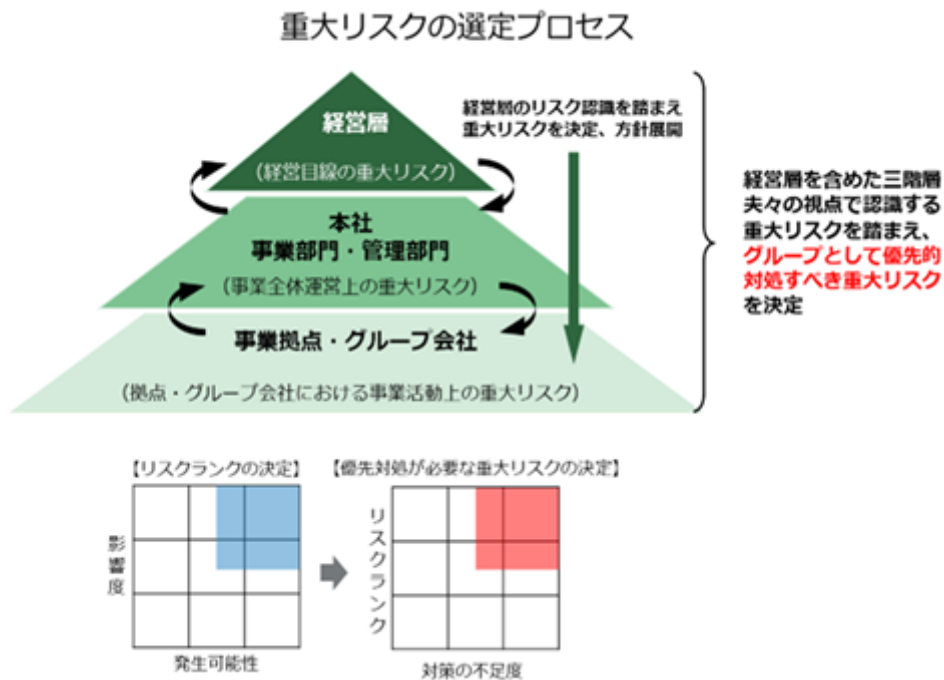 重大リスクの選定プロセス
経営層
(経営目線の重大リスク)
本社
事業部門・管理部門
(事業全体運営上の重大リスク)
事業拠点・グループ会社
(拠点・グループ会社における事業活動上の重大リスク)
経営層のリスク認識を踏まえ
重大リスクを決定、方針展開
経営層を含めた三階層
夫々の視点で認識する
重大リスクを踏まえ、
グループとして優先的
対処すべき重大リスク
を決定
【リスクランクの決定】
影響度
発生可能性
【優先対処が必要な重大リスクの決定】
リスクランク
対策の不足度